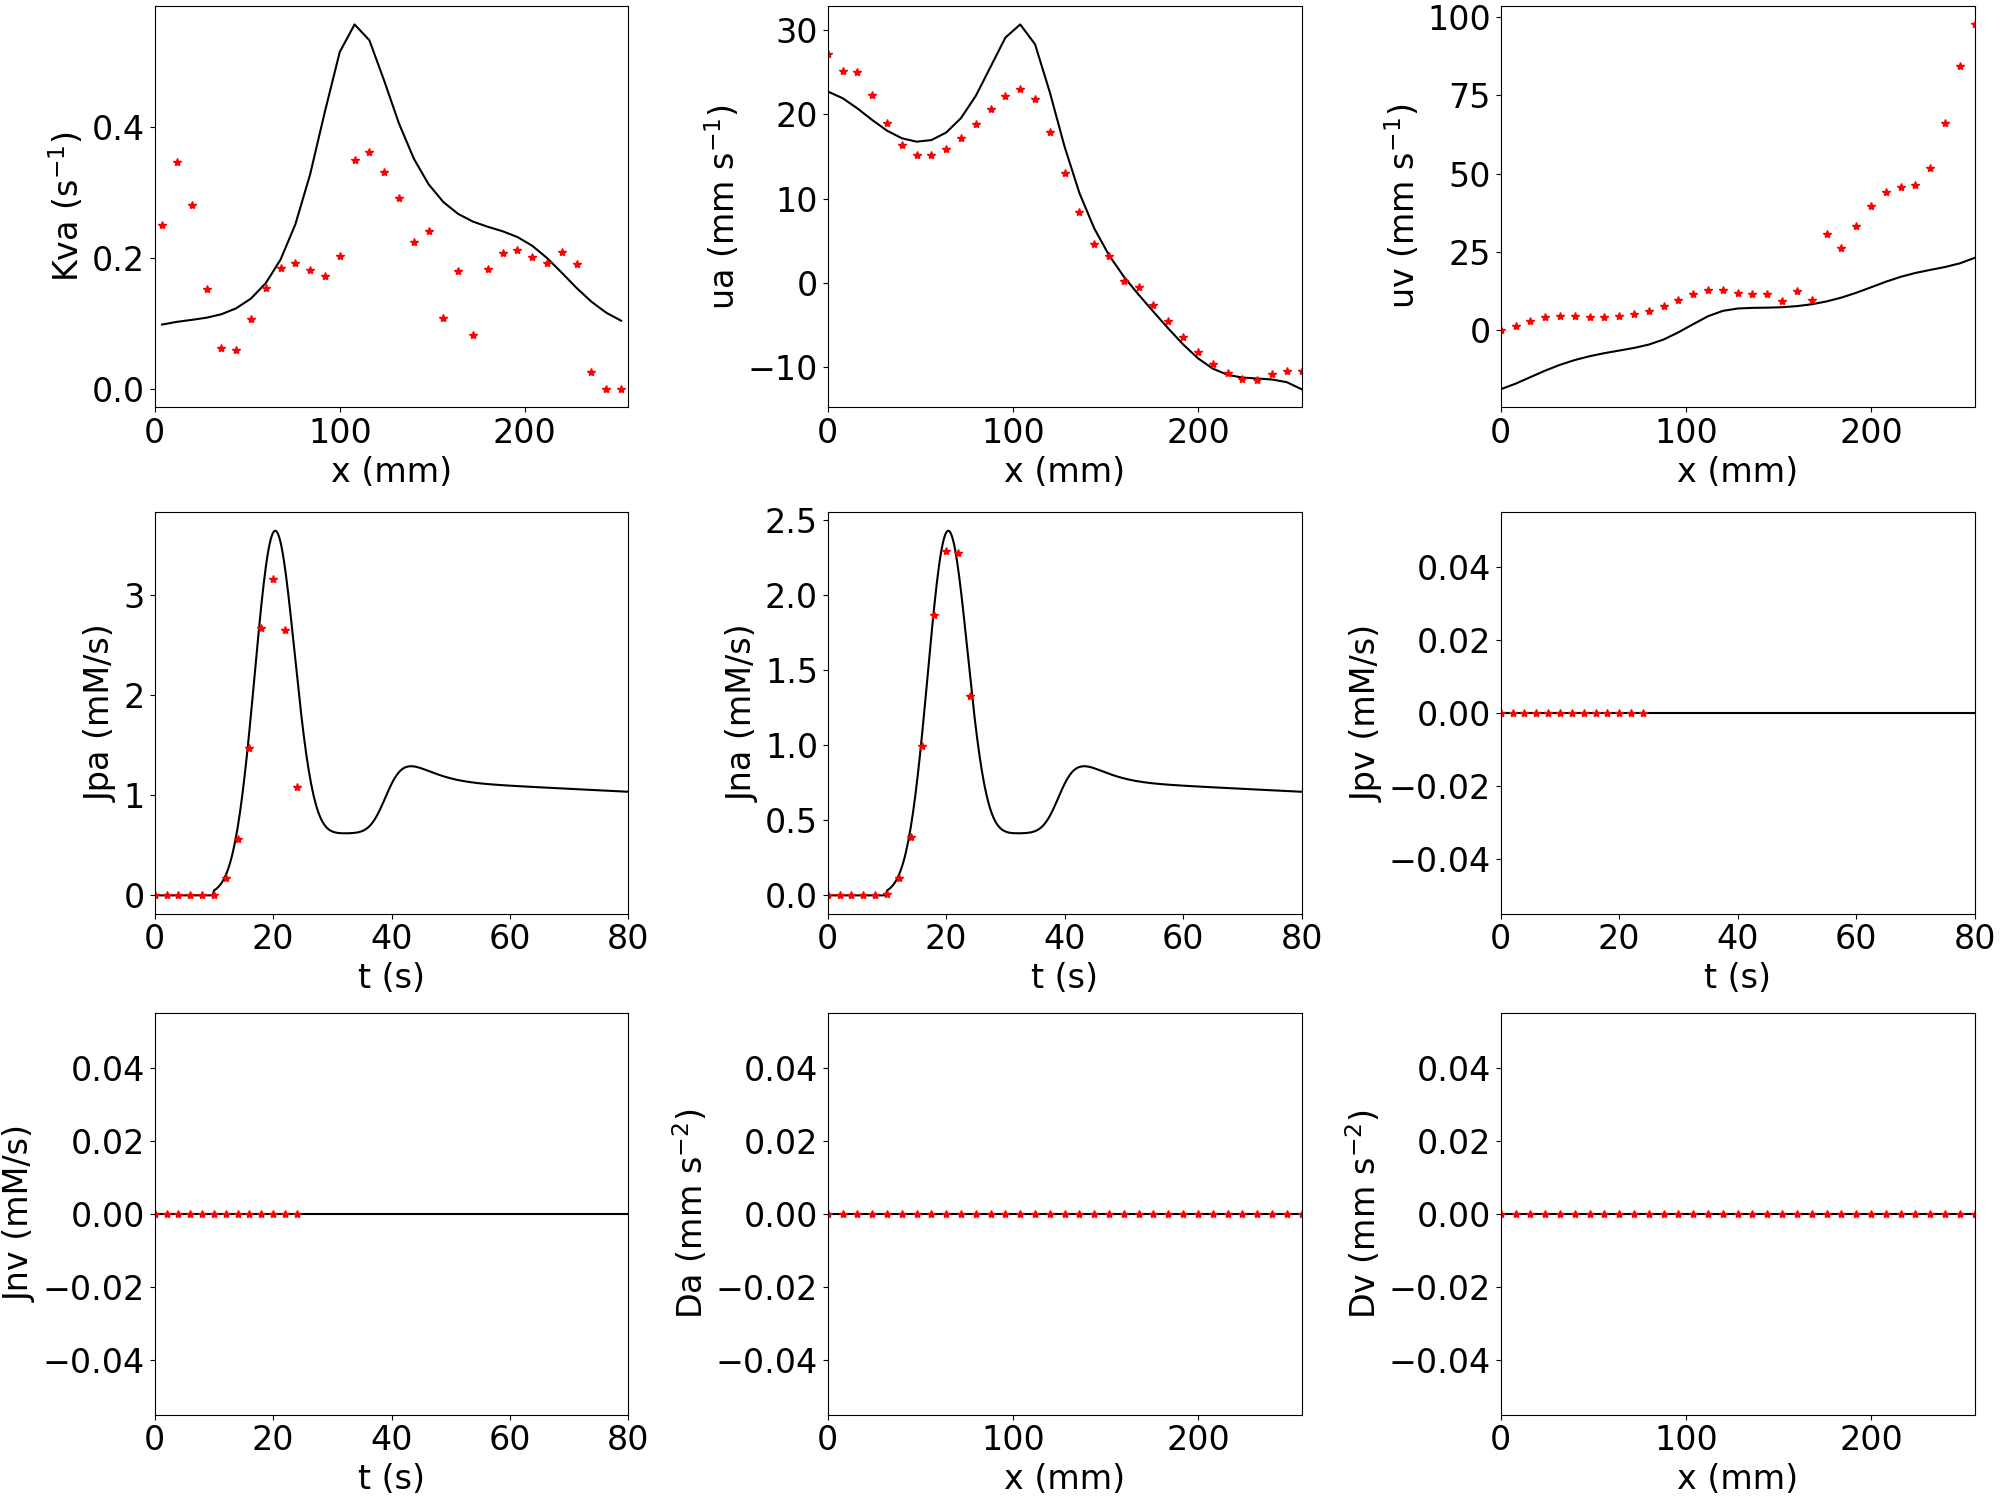 Kva (s⁻¹)
0.4
0.2
0.0
0 100 200
x (mm)
ua (mm s⁻¹)
30
20
10
0
−10
0 100 200
x (mm)
uv (mm s⁻¹)
100
75
50
25
0
0 100 200
x (mm)
Jpa (mM/s)
3
2
1
0
0 20 40 60 80
t (s)
Jna (mM/s)
2.5
2.0
1.5
1.0
0.5
0.0
0 20 40 60 80
t (s)
Jpv (mM/s)
0.04
0.02
0.00
−0.02
−0.04
0 20 40 60 80
t (s)
Jnv (mM/s)
0.04
0.02
0.00
−0.02
−0.04
0 20 40 60 80
t (s)
Da (mm s⁻²)
0.04
0.02
0.00
−0.02
−0.04
0 100 200
x (mm)
Dv (mm s⁻²)
0.04
0.02
0.00
−0.02
−0.04
0 100 200
x (mm)